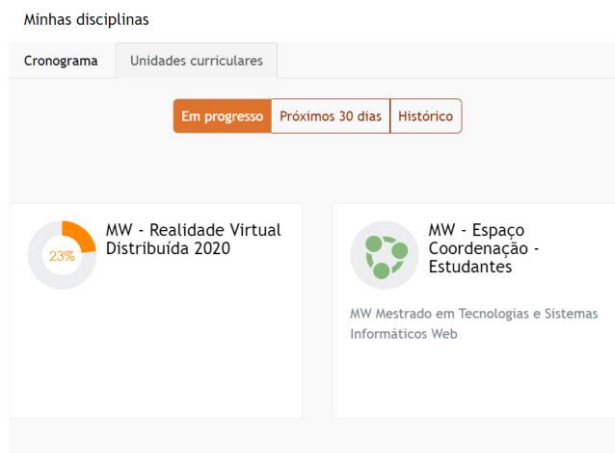 Minhas disciplinas
Cronograma Unidades curriculares
Em progresso Próximos 30 dias Histórico
23%
MW - Realidade Virtual
Distribuída 2020
MW - Espaço
Coordenação -
Estudantes
MW Mestrado em Tecnologias e Sistemas
Informáticos Web